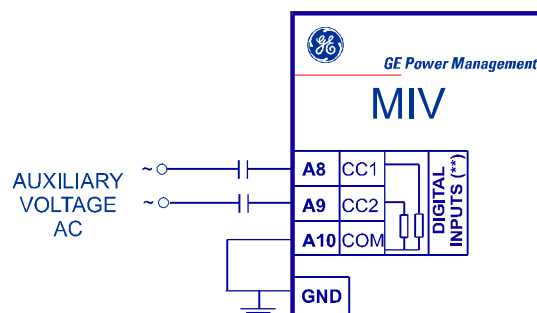 GE
GE Power Management
MIV
AUXILIARY
VOLTAGE
AC
~
~
A8 CC1
A9 CC2
A10 COM
DIGITAL
INPUTS (**)
GND